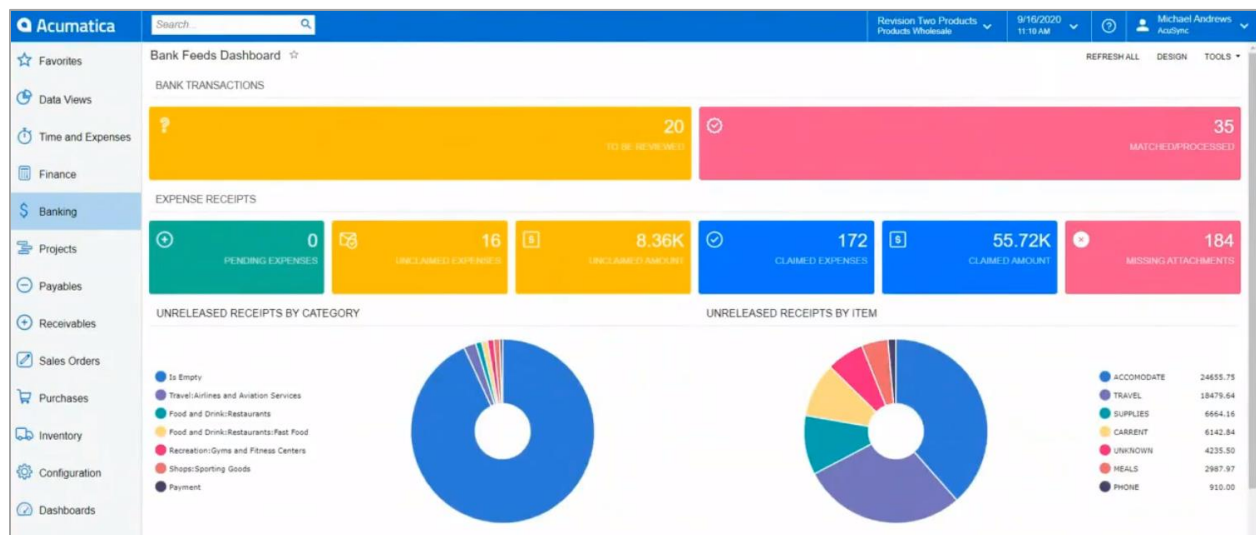 Acumatica
Search...
Revision Two Products
Products Wholesale
9/16/2020
11:10 AM
Michael Andrews
AcuSync
Favorites
Data Views
Time and Expenses
Finance
Banking
Projects
Payables
Receivables
Sales Orders
Purchases
Inventory
Configuration
Dashboards
Bank Feeds Dashboard
REFRESH ALL DESIGN TOOLS
BANK TRANSACTIONS
20
TO BE REVIEWED
35
MATCHED/PROCESSED
EXPENSE RECEIPTS
0
PENDING EXPENSES
16
UNCLAIMED EXPENSES
8.36K
UNCLAIMED AMOUNT
172
CLAIMED EXPENSES
55.72K
CLAIMED AMOUNT
184
MISSING ATTACHMENTS
UNRELEASED RECEIPTS BY CATEGORY
Is Empty
Travel:Airlines and Aviation Services
Food and Drink:Restaurants
Food and Drink:Restaurants:Fast Food
Recreation:Gyms and Fitness Centers
Shops:Sporting Goods
Payment
UNRELEASED RECEIPTS BY ITEM
ACCOMODATE 24655.75
TRAVEL 18479.64
SUPPLIES 6664.16
CARRENT 6142.84
UNKNOWN 4235.50
MEALS 2987.97
PHONE 910.00